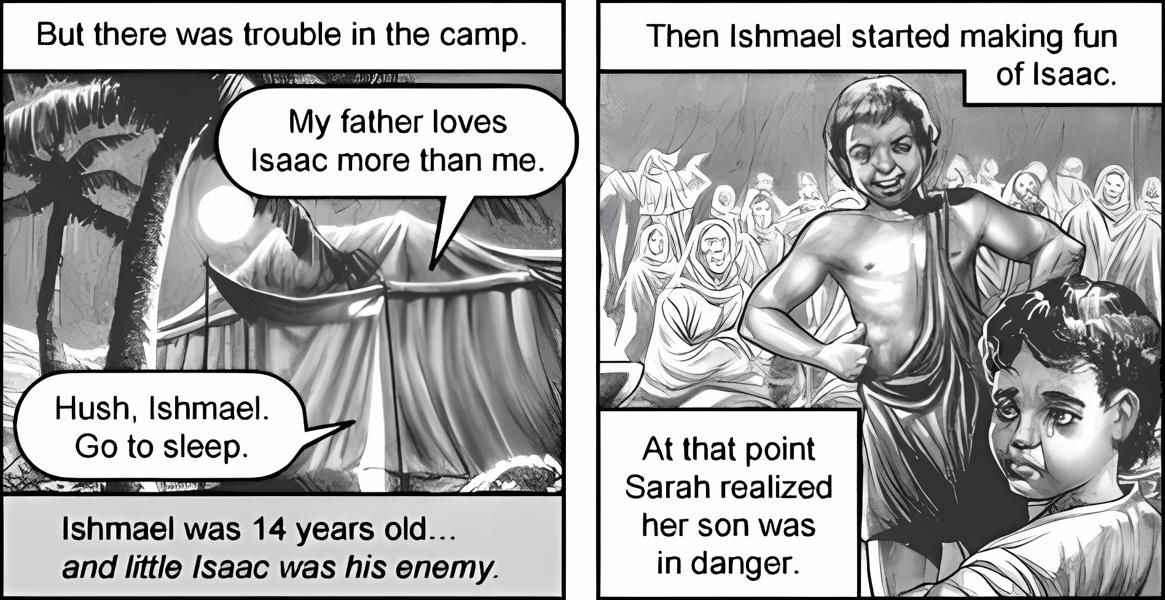 But there was trouble in the camp.
My father loves
Isaac more than me.
Hush, Ishmael.
Go to sleep.
Ishmael was 14 years old...
and little Isaac was his enemy.
Then Ishmael started making fun
of Isaac.
At that point
Sarah realized
her son was
in danger.